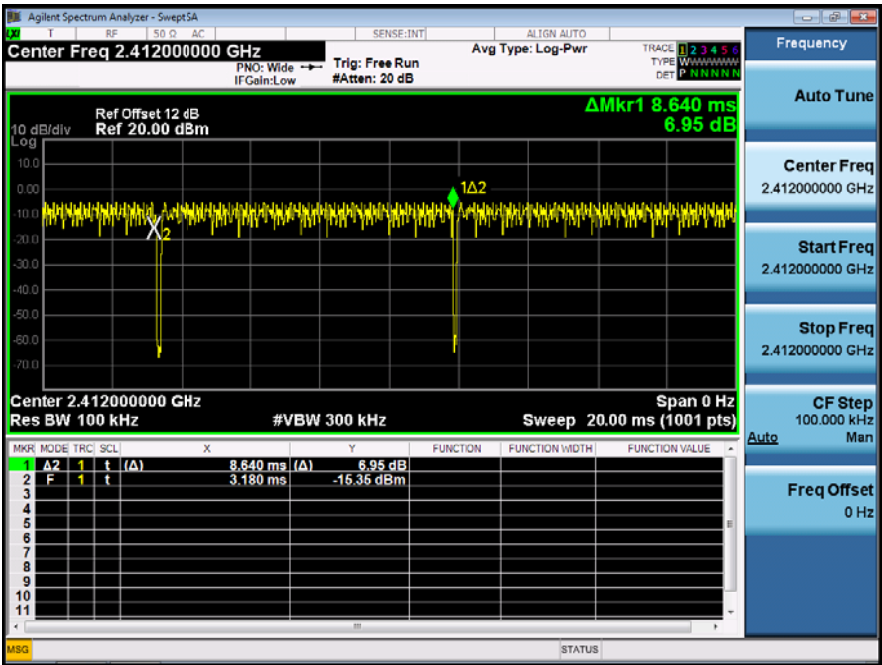 Agilent Spectrum Analyzer - Swept SA
LXI T RF 50 Ω AC SENSE:INT ALIGN AUTO
Center Freq 2.412000000 GHz
PNO: Wide
IFGain:Low
Trig: Free Run
#Atten: 20 dB
Avg Type: Log-Pwr
TRACE 1 2 3 4 5 6
TYPE WWWWWW
DET P N N N N N
ΔMkr1 8.640 ms
6.95 dB
Ref Offset 12 dB
10 dB/div Ref 20.00 dBm
Log
10.0
0.00
-10.0
-20.0
-30.0
-40.0
-50.0
-60.0
-70.0
1Δ2
2
Center 2.412000000 GHz Span 0 Hz
Res BW 100 kHz #VBW 300 kHz Sweep 20.00 ms (1001 pts)
MKR MODE TRC SCL X Y FUNCTION FUNCTION WIDTH FUNCTION VALUE
1 Δ2 1 t (Δ) 8.640 ms (Δ) 6.95 dB
2 F 1 t 3.180 ms -15.35 dBm
3
4
5
6
7
8
9
10
11
MSG STATUS
Frequency
Auto Tune
Center Freq
2.412000000 GHz
Start Freq
2.412000000 GHz
Stop Freq
2.412000000 GHz
CF Step
100.000 kHz
Auto Man
Freq Offset
0 Hz